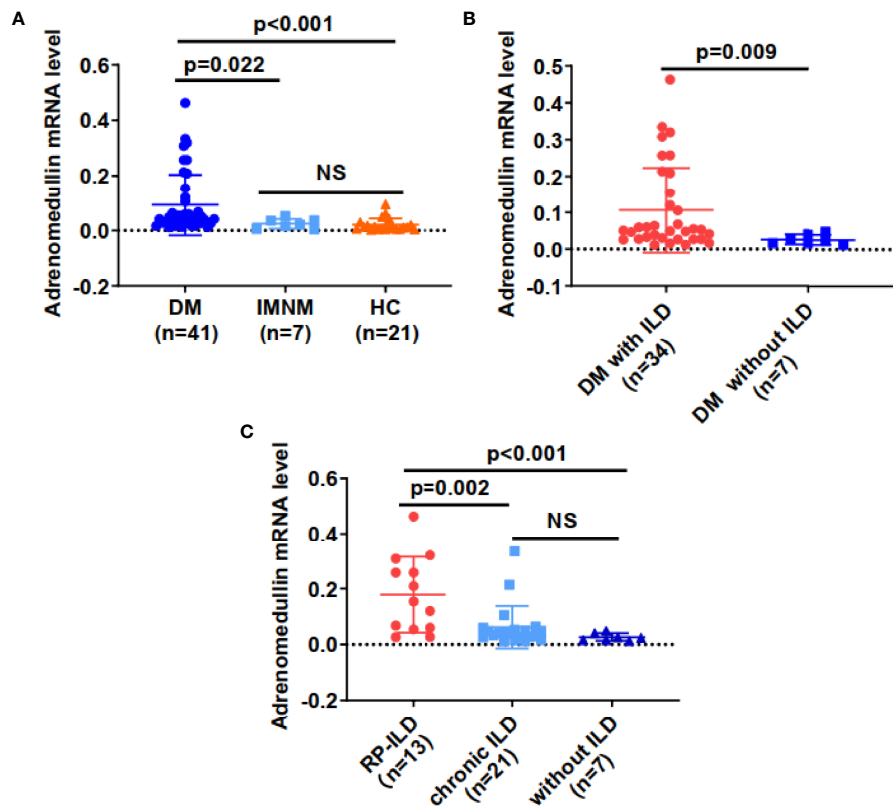 A
p<0.001
p=0.022
NS
Adrenomedullin mRNA level
0.6
0.4
0.2
0.0
-0.2
DM
(n=41)
IMNM
(n=7)
HC
(n=21)
B
p=0.009
Adrenomedullin mRNA level
0.5
0.4
0.3
0.2
0.1
0.0
-0.1
DM with ILD
(n=34)
DM without ILD
(n=7)
C
p<0.001
p=0.002
NS
Adrenomedullin mRNA level
0.6
0.4
0.2
0.0
-0.2
RP-ILD
(n=13)
chronic ILD
(n=21)
without ILD
(n=7)